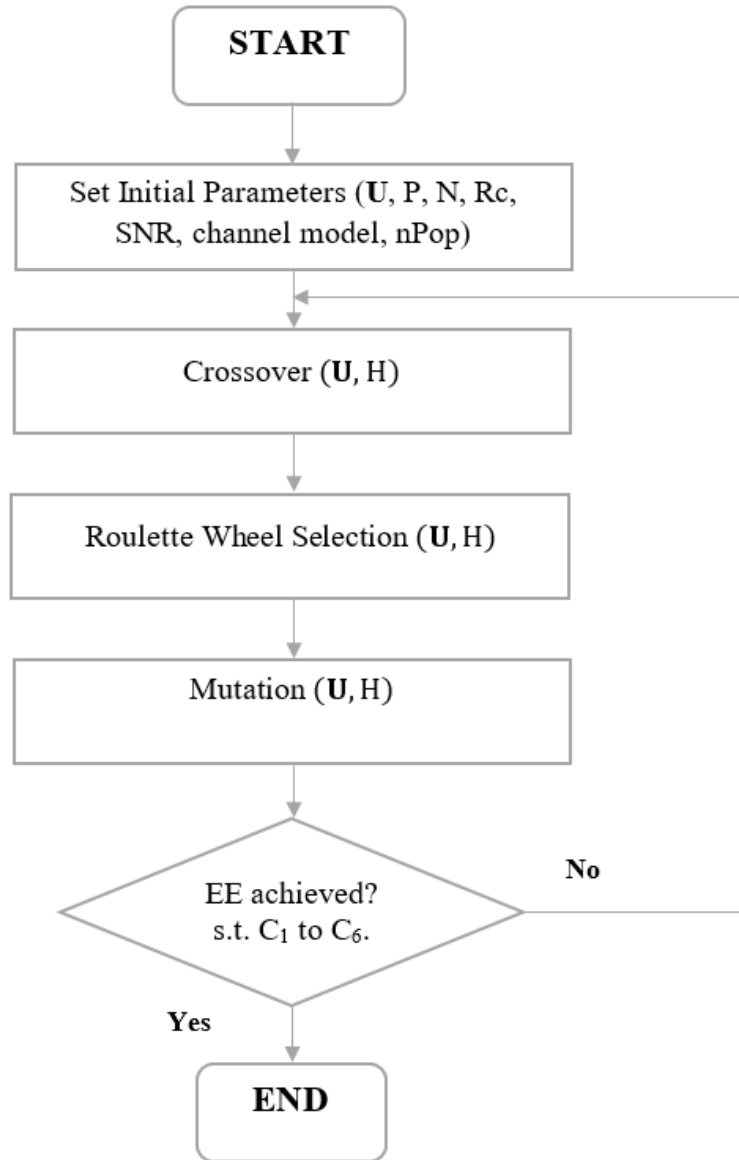 START
Set Initial Parameters (U, P, N, Rc,
SNR, channel model, nPop)
Crossover (U, H)
Roulette Wheel Selection (U, H)
Mutation (U, H)
EE achieved?
s.t. C₁ to C₆.
No
Yes
END